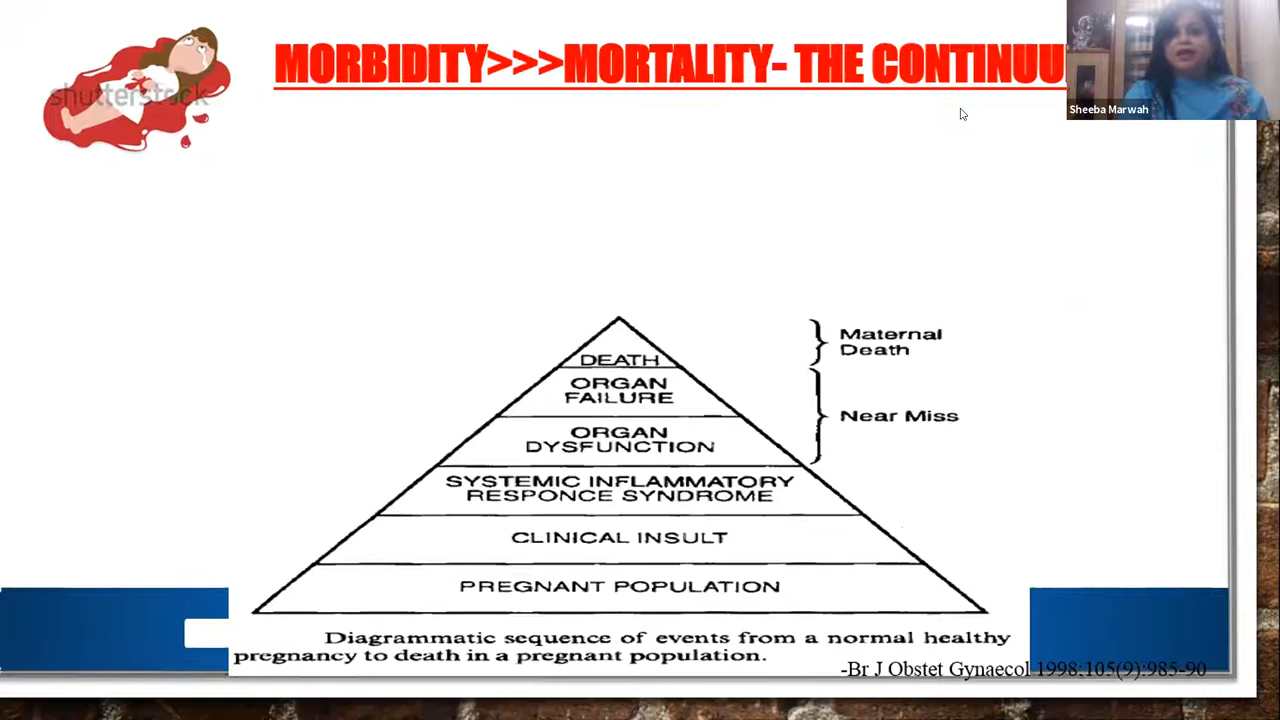 MORBIDITY>>>MORTALITY- THE CONTINUU
shutterstock
Sheeba Marwah
DEATH
ORGAN
FAILURE
ORGAN
DYSFUNCTION
SYSTEMIC INFLAMMATORY
RESPONCE SYNDROME
CLINICAL INSULT
PREGNANT POPULATION
Maternal
Death
Near Miss
Diagrammatic sequence of events from a normal healthy
pregnancy to death in a pregnant population.
-Br J Obstet Gynaecol 1998;105(9):985-90